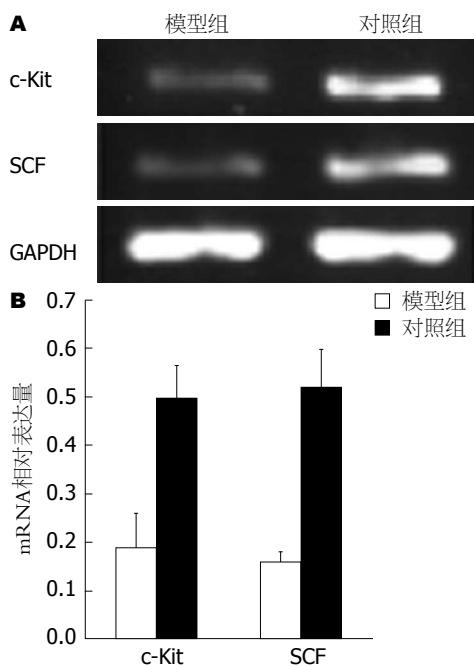 A
模型组 对照组
c-Kit
SCF
GAPDH
B
模型组
对照组
mRNA相对表达量
0.7
0.6
0.5
0.4
0.3
0.2
0.1
0.0
c-Kit SCF